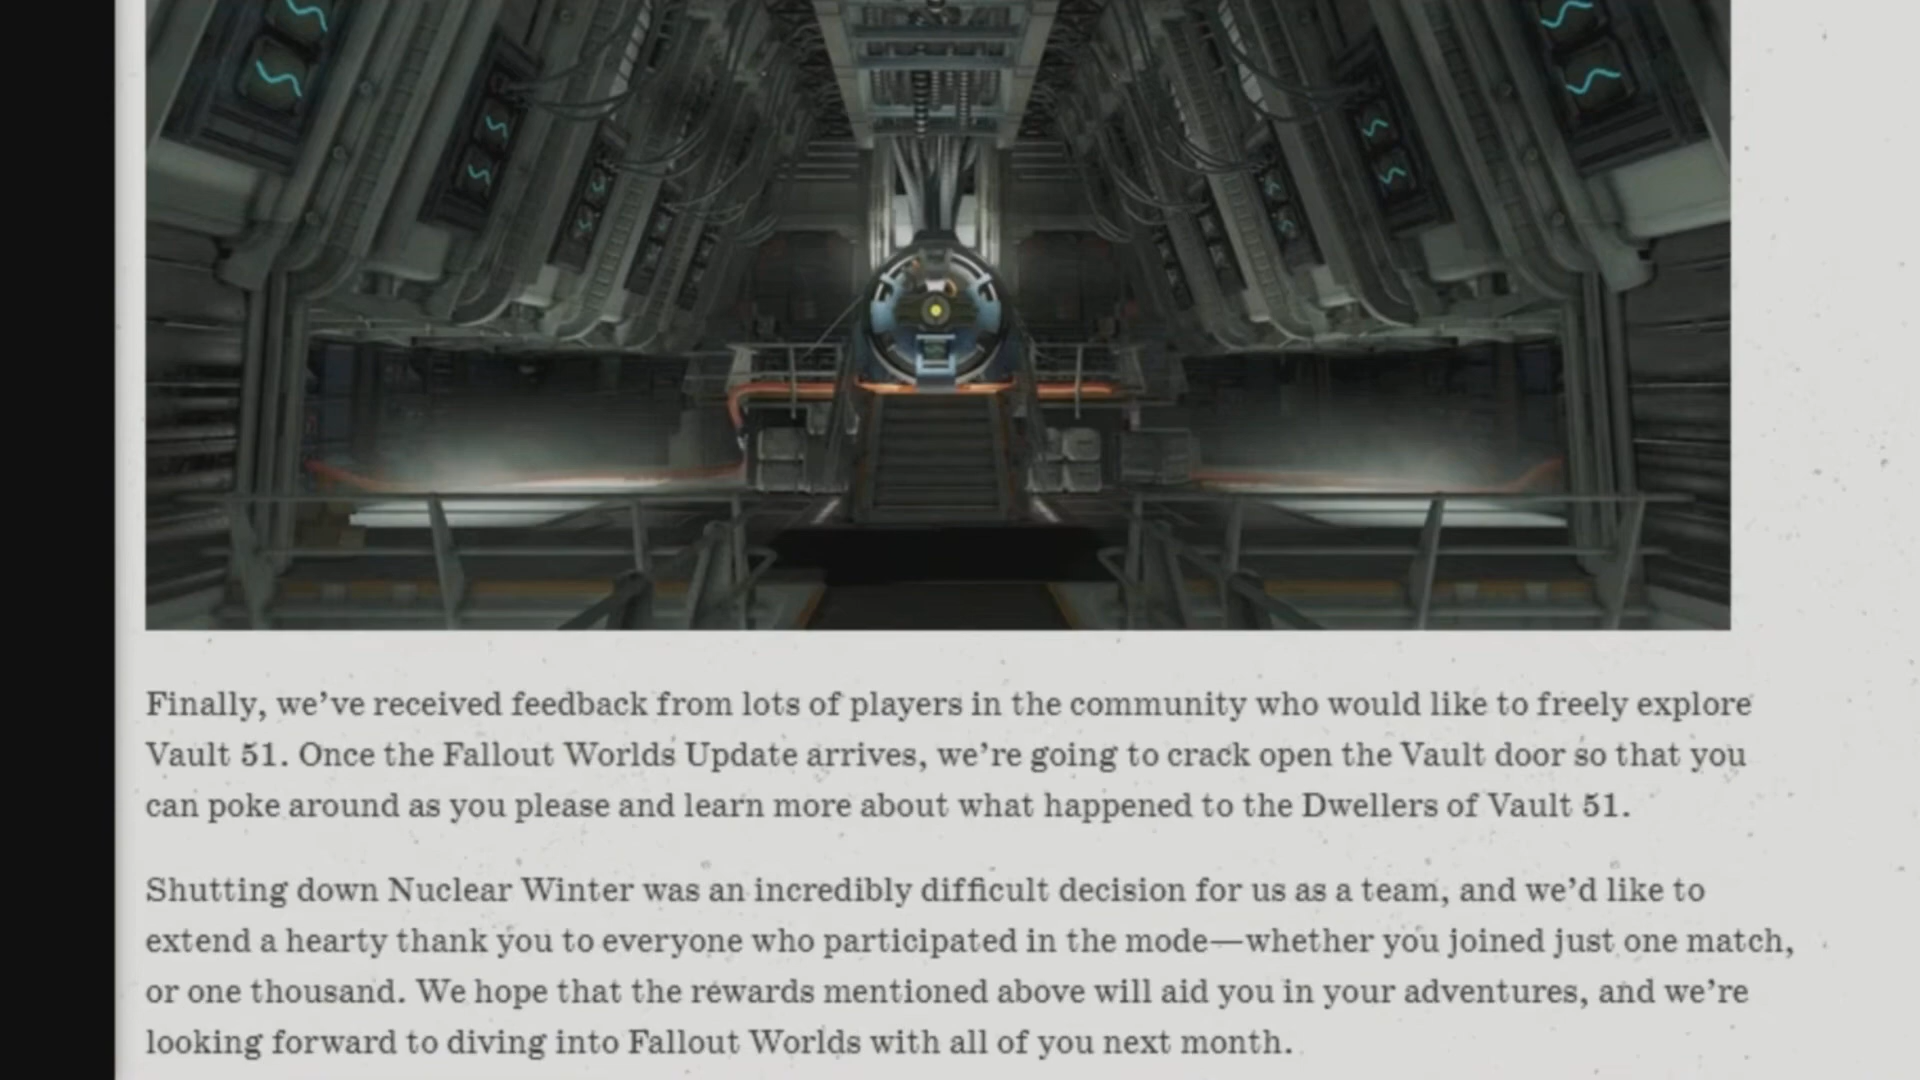 Finally, we’ve received feedback from lots of players in the community who would like to freely explore
Vault 51. Once the Fallout Worlds Update arrives, we’re going to crack open the Vault door so that you
can poke around as you please and learn more about what happened to the Dwellers of Vault 51.
Shutting down Nuclear Winter was an incredibly difficult decision for us as a team, and we’d like to
extend a hearty thank you to everyone who participated in the mode—whether you joined just one match,
or one thousand. We hope that the rewards mentioned above will aid you in your adventures, and we’re
looking forward to diving into Fallout Worlds with all of you next month.